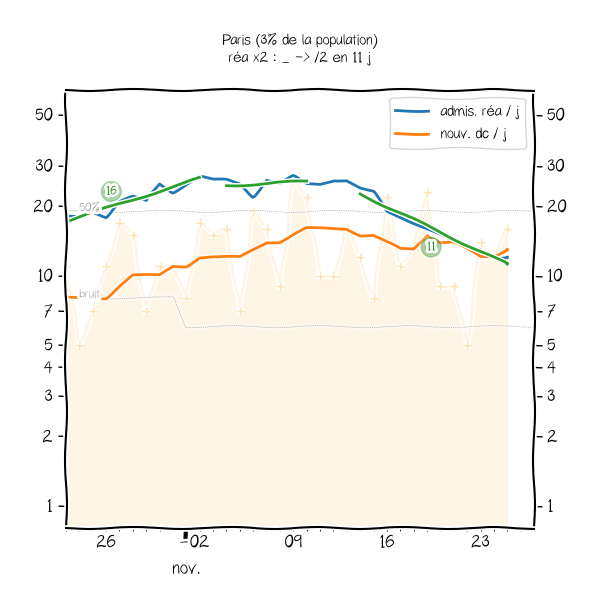 Paris (3% de la population)
réa x2 : _ -> /2 en 11 j
admis. réa / j
nouv. dc / j
50 50
30 30
20 20
10 10
7 7
5 5
4 4
3 3
2 2
1 1
50%
bruit
16
11
26 02 09 16 23
nov.